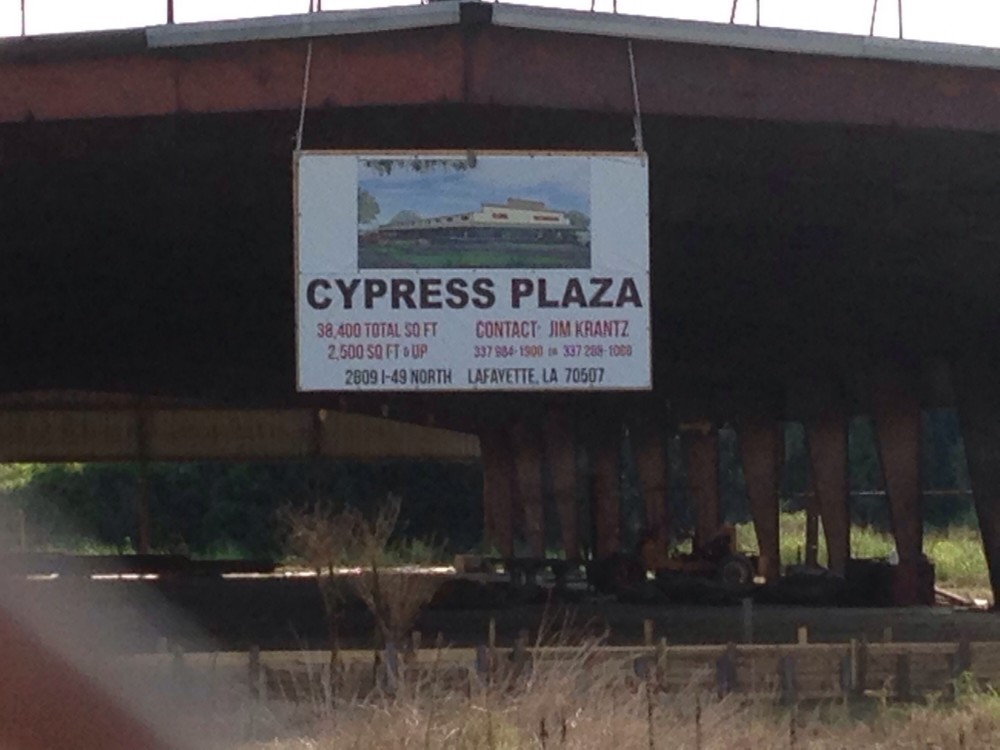 CYPRESS PLAZA
38,400 TOTAL SQ FT
2,500 SQ FT & UP
CONTACT: JIM KRANTZ
337 984-1900 or 337 288-1000
2809 I-49 NORTH LAFAYETTE, LA 70507